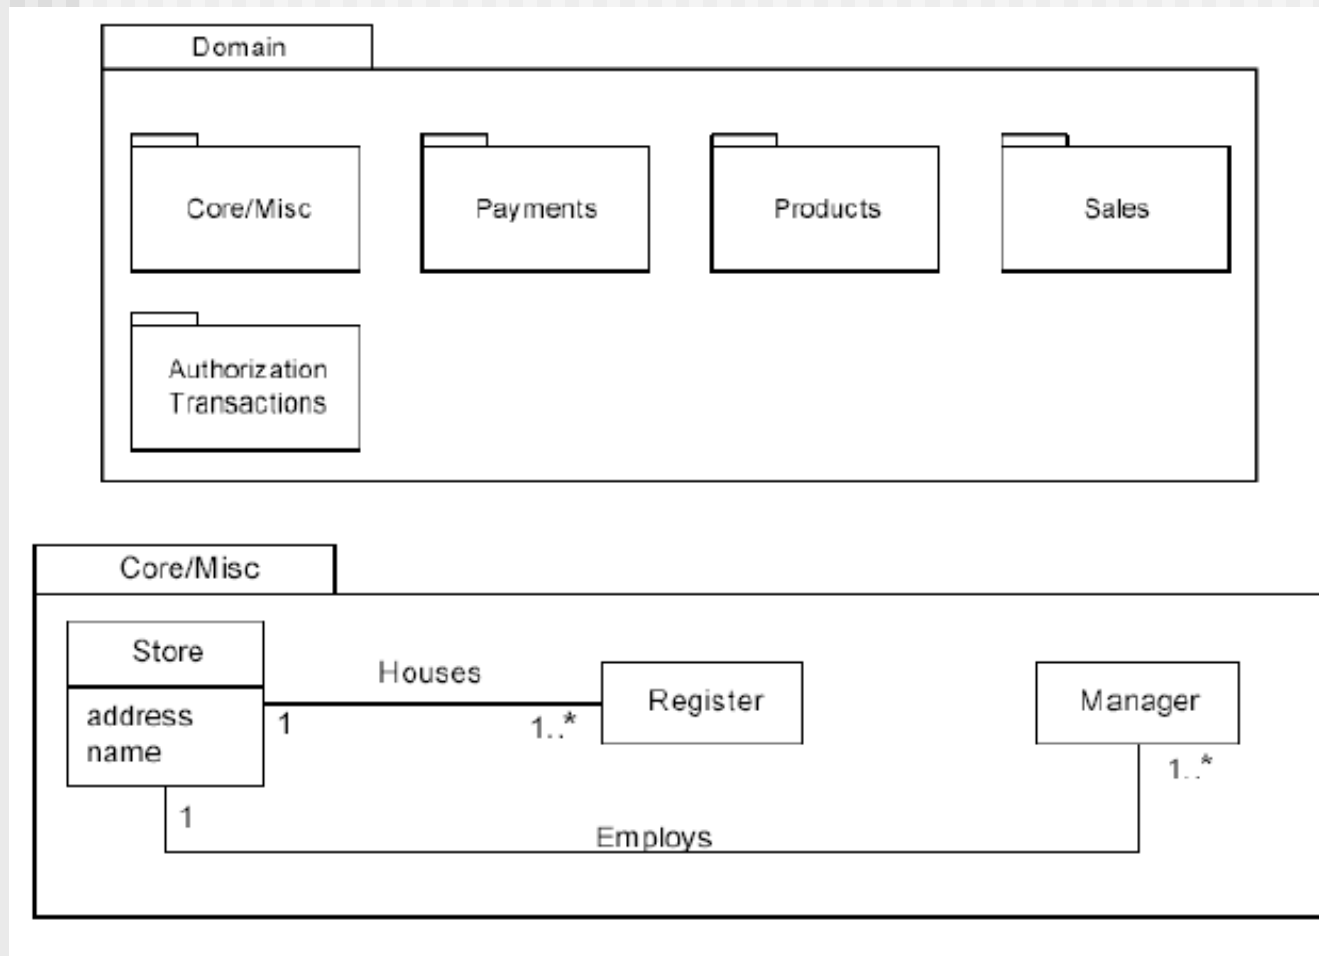 Domain
Core/Misc
Payments
Products
Sales
Authorization
Transactions
Core/Misc
Store
address
name
Houses
1
1..*
Register
Manager
1..*
1
Employs